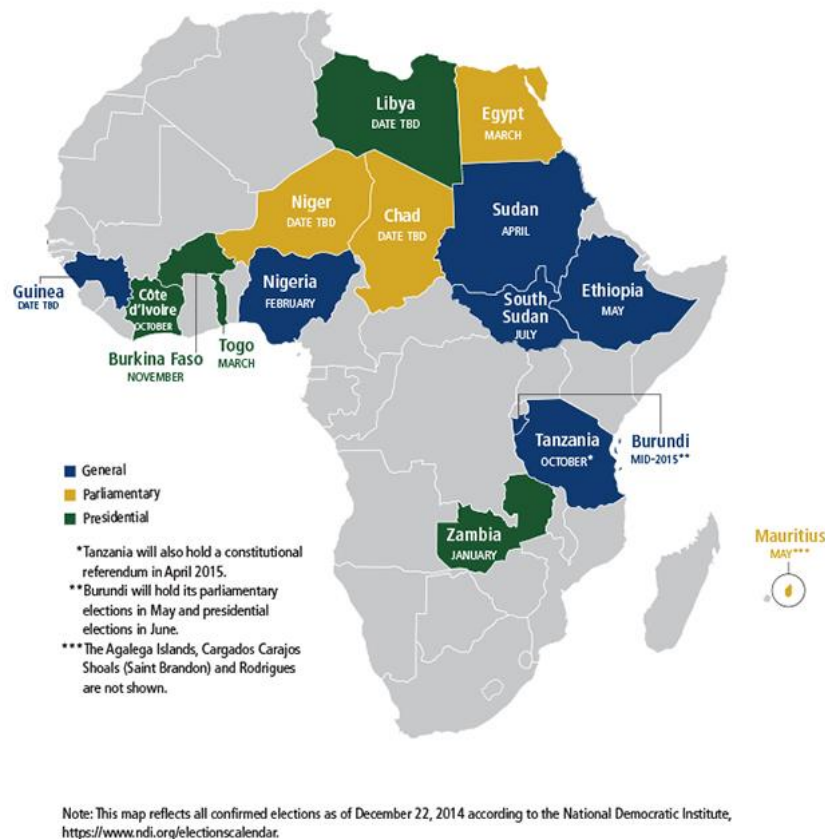 Libya
DATE TBD
Egypt
MARCH
Niger
DATE TBD
Chad
DATE TBD
Sudan
APRIL
Guinea
DATE TBD
Côte
d'Ivoire
OCTOBER
Nigeria
FEBRUARY
South
Sudan
JULY
Ethiopia
MAY
Burkina Faso
NOVEMBER
Togo
MARCH
Tanzania
OCTOBER*
Burundi
MID-2015**
General
Parliamentary
Presidential
Zambia
JANUARY
Mauritius
MAY***
*Tanzania will also hold a constitutional
referendum in April 2015.
**Burundi will hold its parliamentary
elections in May and presidential
elections in June.
***The Agalega Islands, Cargados Carajos
Shoals (Saint Brandon) and Rodrigues
are not shown.
Note: This map reflects all confirmed elections as of December 22, 2014 according to the National Democratic Institute,
https://www.ndi.org/electionscalendar.